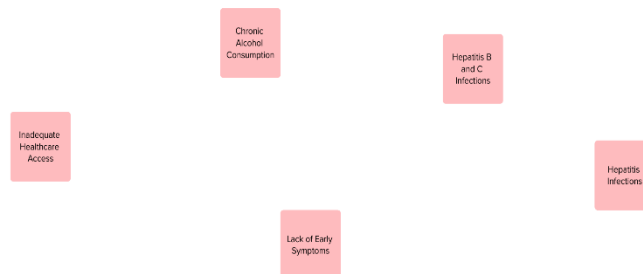 Chronic
Alcohol
Consumption
Hepatitis B
and C
Infections
Inadequate
Healthcare
Access
Hepatitis
Infections
Lack of Early
Symptoms